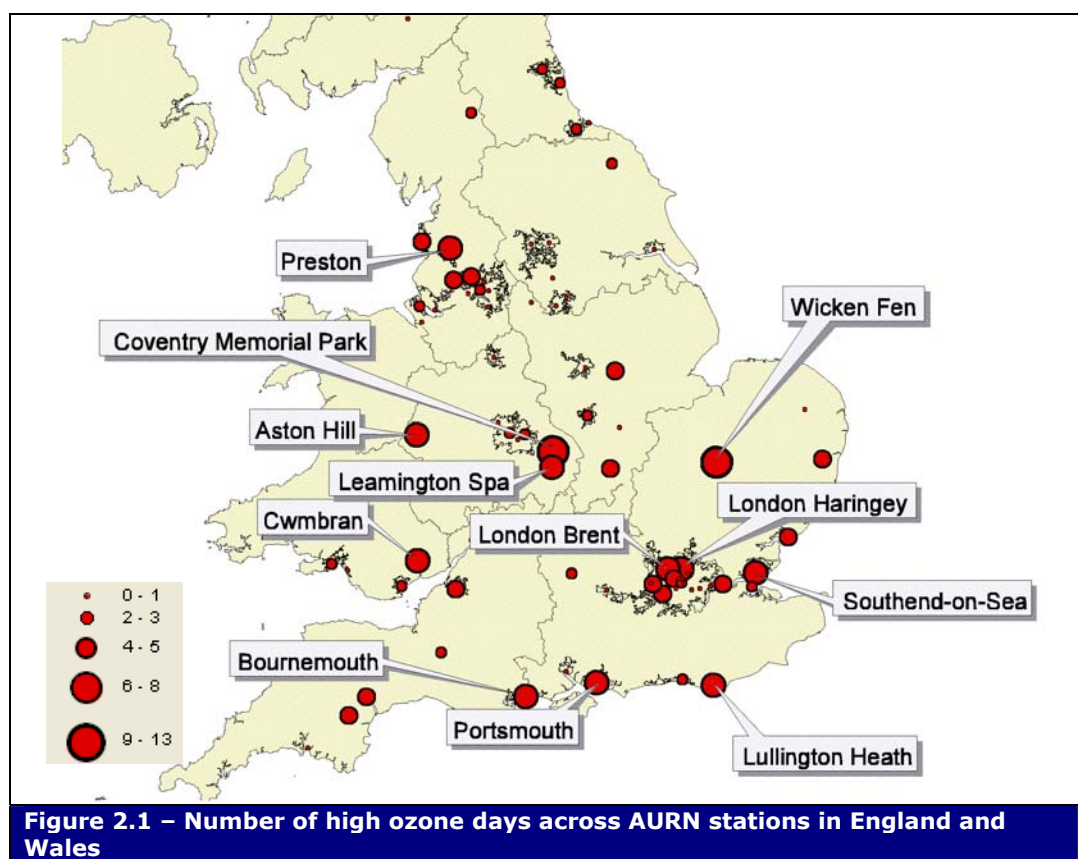 Preston
Wicken Fen
Coventry Memorial Park
Aston Hill
Leamington Spa
London Haringey
Cwmbran
London Brent
Southend-on-Sea
Bournemouth
Portsmouth
Lullington Heath
0 - 1
2 - 3
4 - 5
6 - 8
9 - 13
Figure 2.1 – Number of high ozone days across AURN stations in England and
Wales